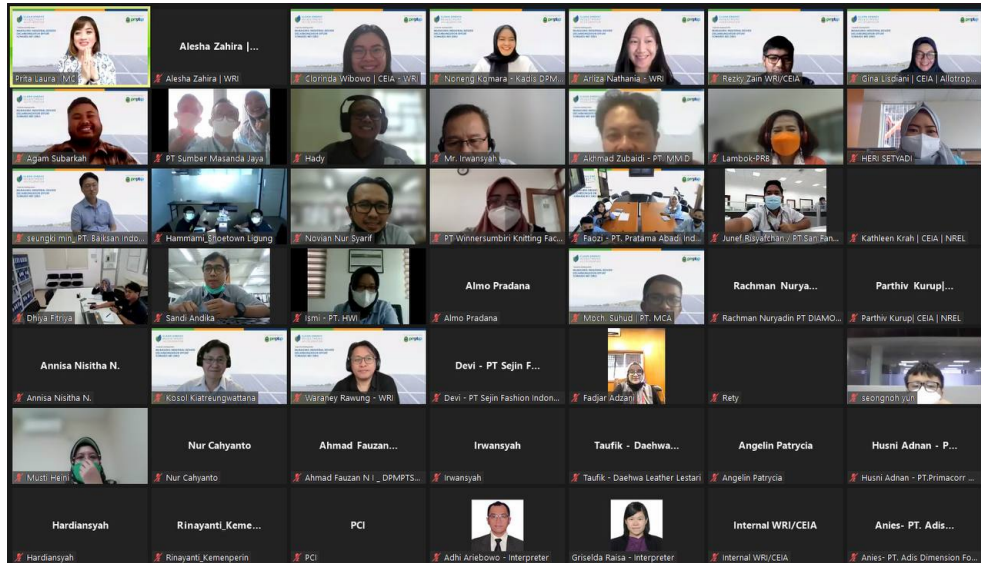 Prita Laura - MC
Alesha Zahira |...
Alesha Zahira | WRI
Clorinda Wibowo | CEIA - WRI
Noneng Komara - Kadis DPM...
Arliza Nathania - WRI
Rezky Zain WRI/CEIA
Gina Lisdiani | CEIA | Allotrop...
Agam Subarkah
PT Sumber Masanda Jaya
Hady
Mr. Irwansyah
Akhmad Zubaidi - PT. MMID
Lambok-PRB
HERI SETYADI
seungki min_ PT. Baiksan Indo...
Hammami_Shoetown Ligung
Novian Nur Syarif
PT Winnersumbiri Knitting Fac...
Faozi - PT. Pratama Abadi Ind...
Junef Risyafchan / PT San Fan...
Kathleen Krah | CEIA | NREL
Dhiya Fitriya
Sandi Andika
Ismi - PT. HWI
Almo Pradana
Almo Pradana
Moch. Suhud | PT. MCA
Rachman Nurya...
Rachman Nuryadin PT DIAMO...
Parthiv Kurup|...
Parthiv Kurup| CEIA | NREL
Annisa Nisitha N.
Annisa Nisitha N.
Kosol Kiatreungwattana
Waraney Rawung - WRI
Devi - PT Sejin F...
Devi - PT Sejin Fashion Indon...
Fadjar Adzani
Rety
seongnoh yun
Musti Heini
Nur Cahyanto
Nur Cahyanto
Ahmad Fauzan...
Ahmad Fauzan N I _ DPMPTS...
Irwansyah
Irwansyah
Taufik - Daehwa...
Taufik - Daehwa Leather Lestari
Angelin Patrycia
Angelin Patrycia
Husni Adnan - P...
Husni Adnan - PT.Primacorr ...
Hardiansyah
Hardiansyah
Rinayanti_Keme...
Rinayanti_Kemenperin
PCI
PCI
Adhi Ariebowo - Interpreter
Griselda Raisa - Interpreter
Internal WRI/CEIA
Internal WRI/CEIA
Anies- PT. Adis...
Anies- PT. Adis Dimension Fo...